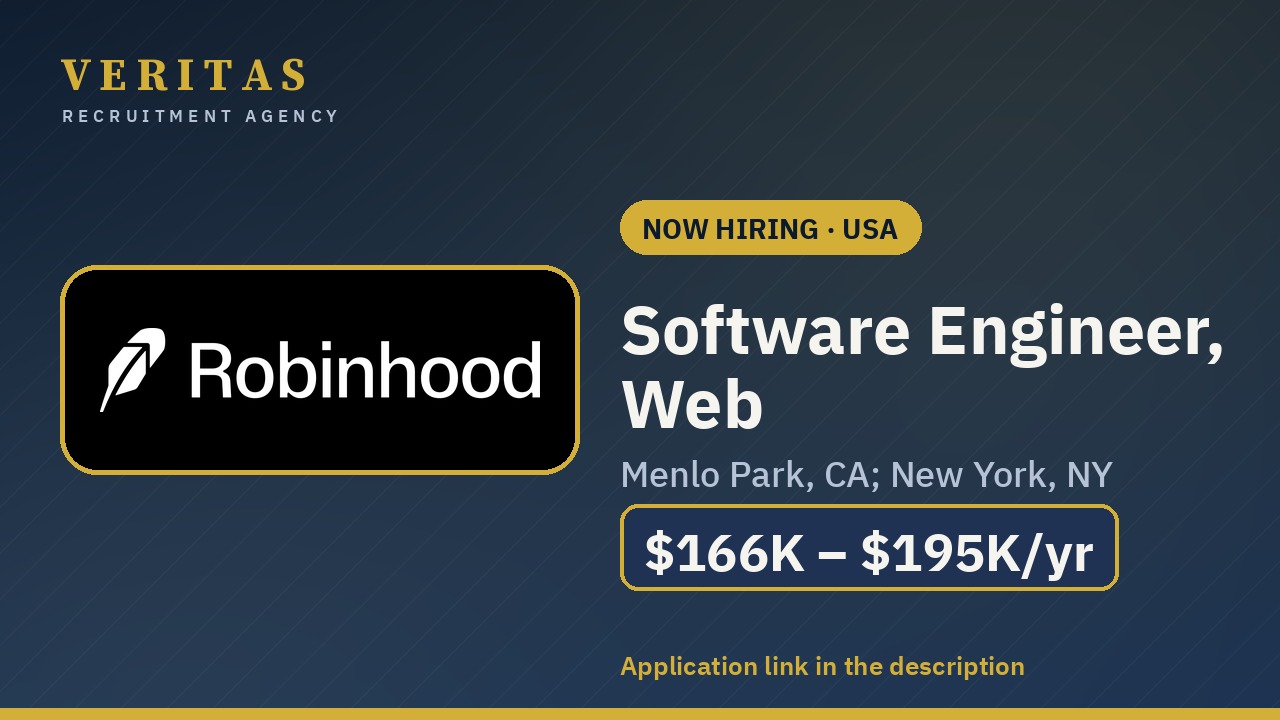 VERITAS
RECRUITMENT AGENCY
NOW HIRING · USA
Robinhood
Software Engineer,
Web
Menlo Park, CA; New York, NY
$166K – $195K/yr
Application link in the description